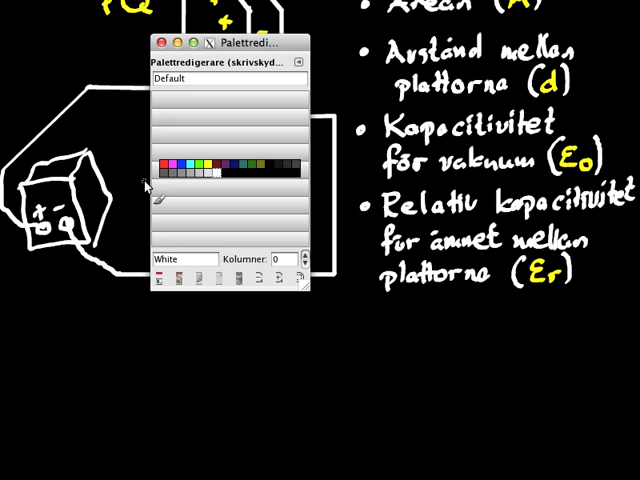 +Q
+
Arean (A)
Palettredi...
Palettredigerare (skrivskyd...
Default
• Avstånd mellan
plattorna (d)
• Kapacitivitet
för vakuum (ε₀)
+ -
• Relativ kapacitivitet
för ämnet mellan
plattorna (εr)
White
Kolumner: 0